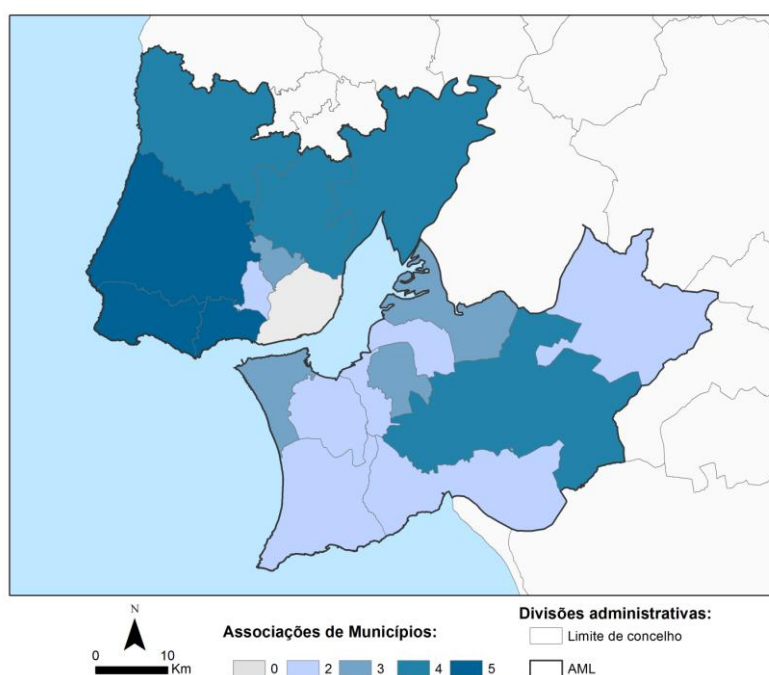 N
0 10
Km
Associações de Municípios:
0 2 3 4 5
Divisões administrativas:
Limite de concelho
AML